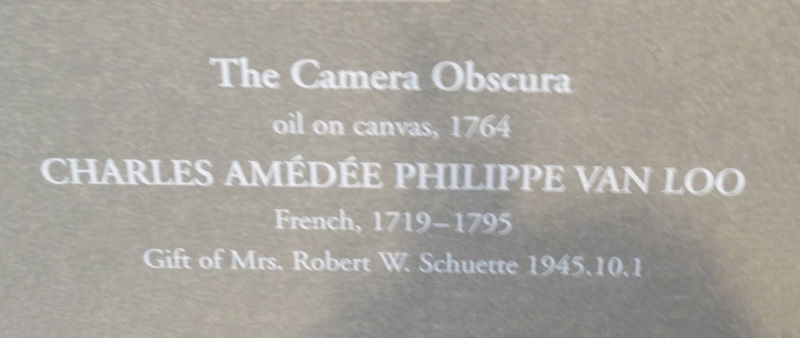 The Camera Obscura
oil on canvas, 1764
CHARLES AMÉDÉE PHILIPPE VAN LOO
French, 1719–1795
Gift of Mrs. Robert W. Schuette 1945.10.1